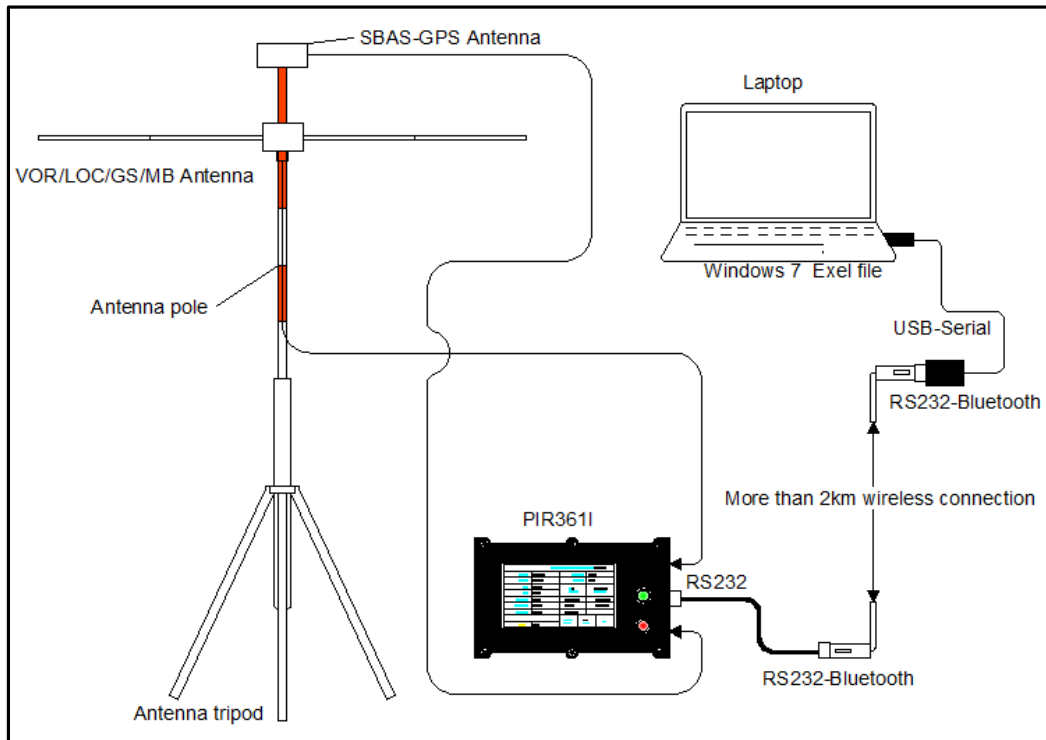 SBAS-GPS Antenna
Laptop
VOR/LOC/GS/MB Antenna
Windows 7 Exel file
Antenna pole
USB-Serial
RS232-Bluetooth
More than 2km wireless connection
PIR361I
RS232
RS232-Bluetooth
Antenna tripod